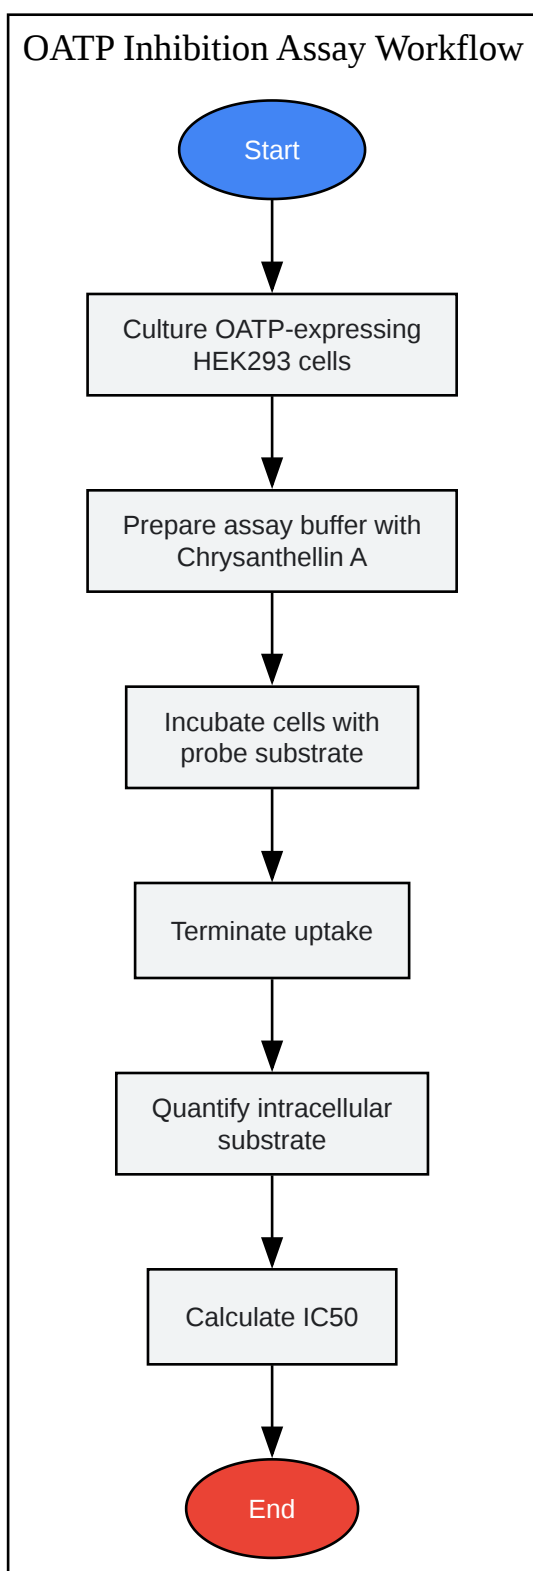 OATP Inhibition Assay Workflow
Start
Culture OATP-expressing
HEK293 cells
Prepare assay buffer with
Chrysanthellin A
Incubate cells with
probe substrate
Terminate uptake
Quantify intracellular
substrate
Calculate IC50
End